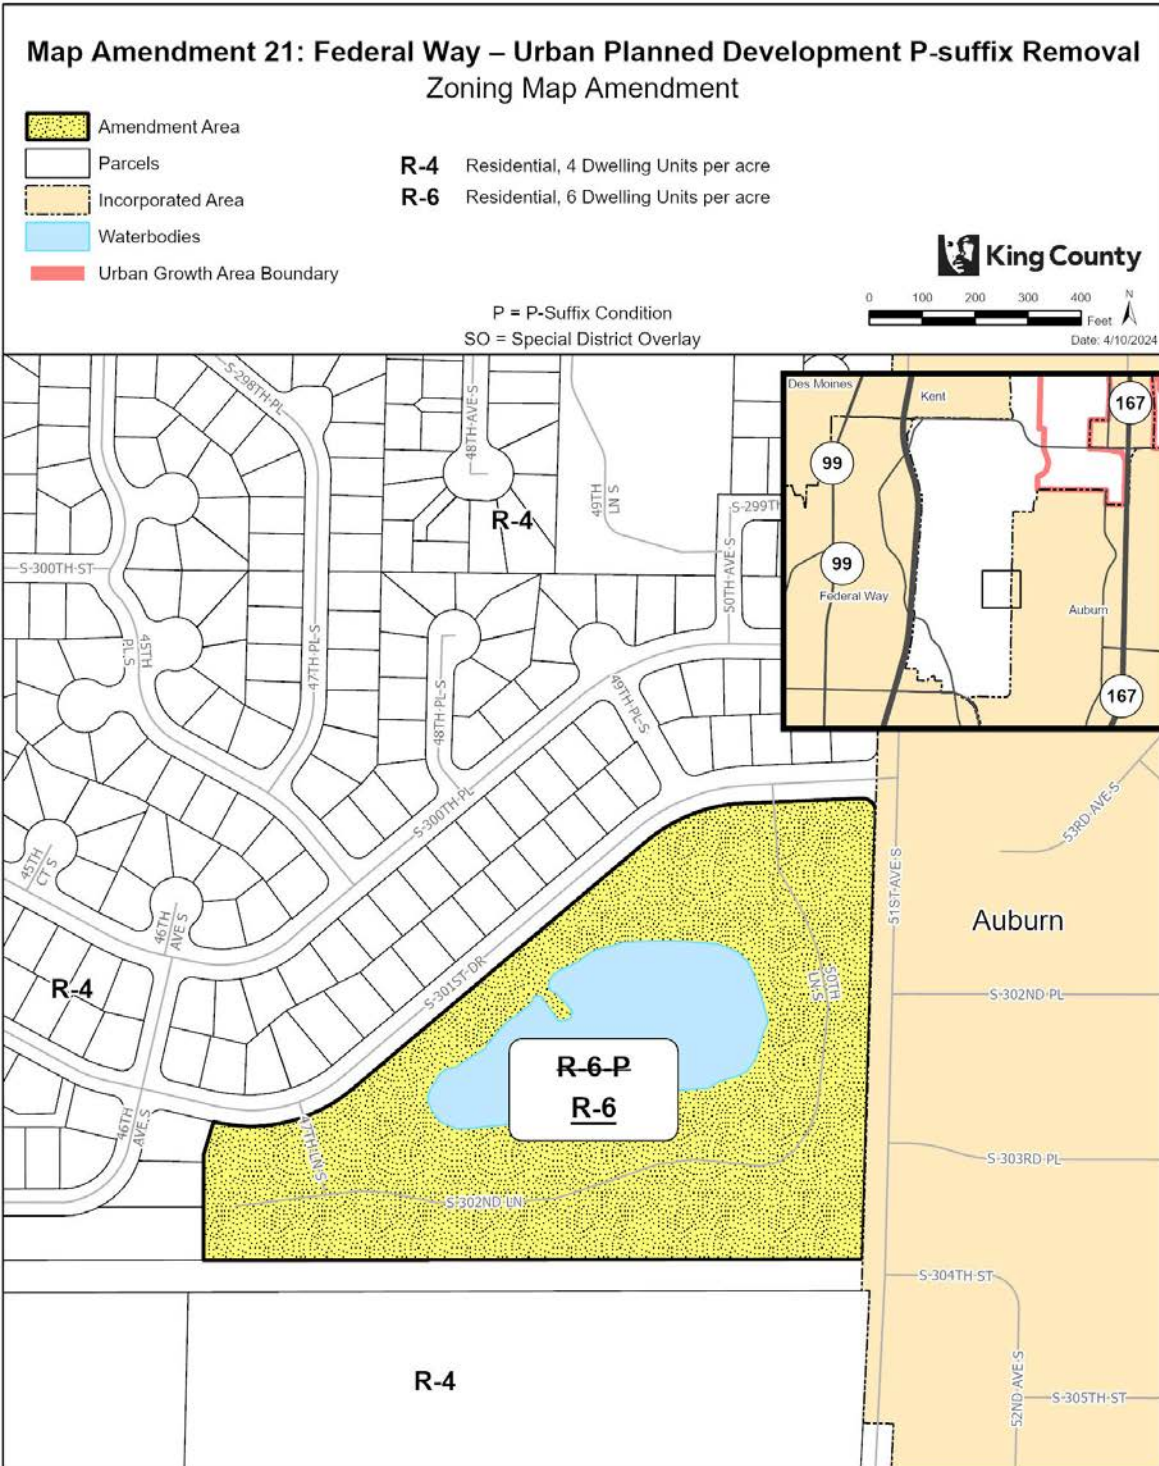 Map Amendment 21: Federal Way – Urban Planned Development P-suffix Removal
Zoning Map Amendment
Amendment Area
Parcels
Incorporated Area
Waterbodies
Urban Growth Area Boundary
R-4 Residential, 4 Dwelling Units per acre
R-6 Residential, 6 Dwelling Units per acre
King County
P = P-Suffix Condition
SO = Special District Overlay
0 100 200 300 400
Feet
N
Date: 4/10/2024
Des Moines
Kent
167
99
99
Federal Way
Auburn
167
S-298TH-PL
48TH-AVE-S
R-4
49TH
LN S
S-299TH
50TH-AVE-S
S-300TH-ST
45TH
PL-S
47TH-PL-S
48TH-PL-S
49TH-PL-S
S-300TH-PL
45TH
CT S
46TH
AVE S
R-4
S-301ST-DR
46TH
AVE.S
47TH-LN-S
50TH
LN-S
R-6-P
R-6
S-302ND-LN
51ST-AVE-S
53RD-AVE-S
Auburn
S-302ND-PL
S-303RD-PL
S-304TH-ST
52ND-AVE-S
S-305TH-ST
R-4